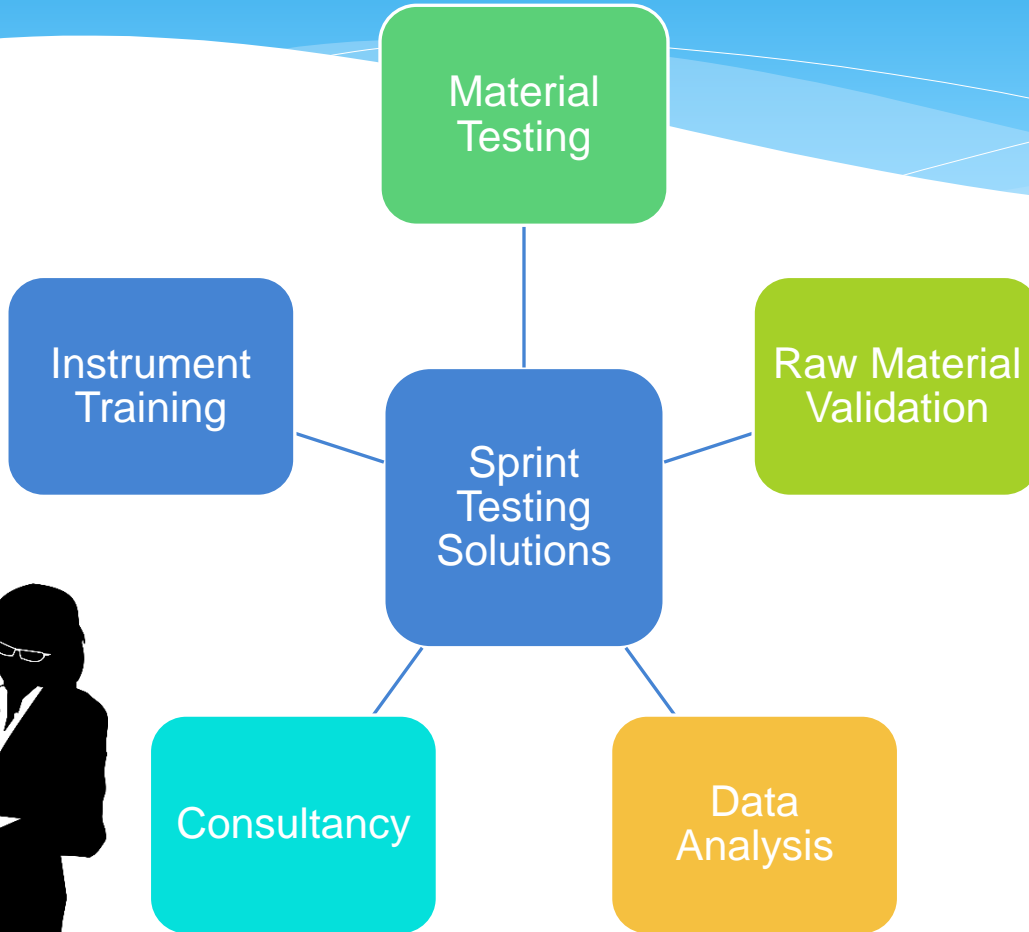 Material
Testing
Instrument
Training
Raw Material
Validation
Sprint
Testing
Solutions
Consultancy
Data
Analysis